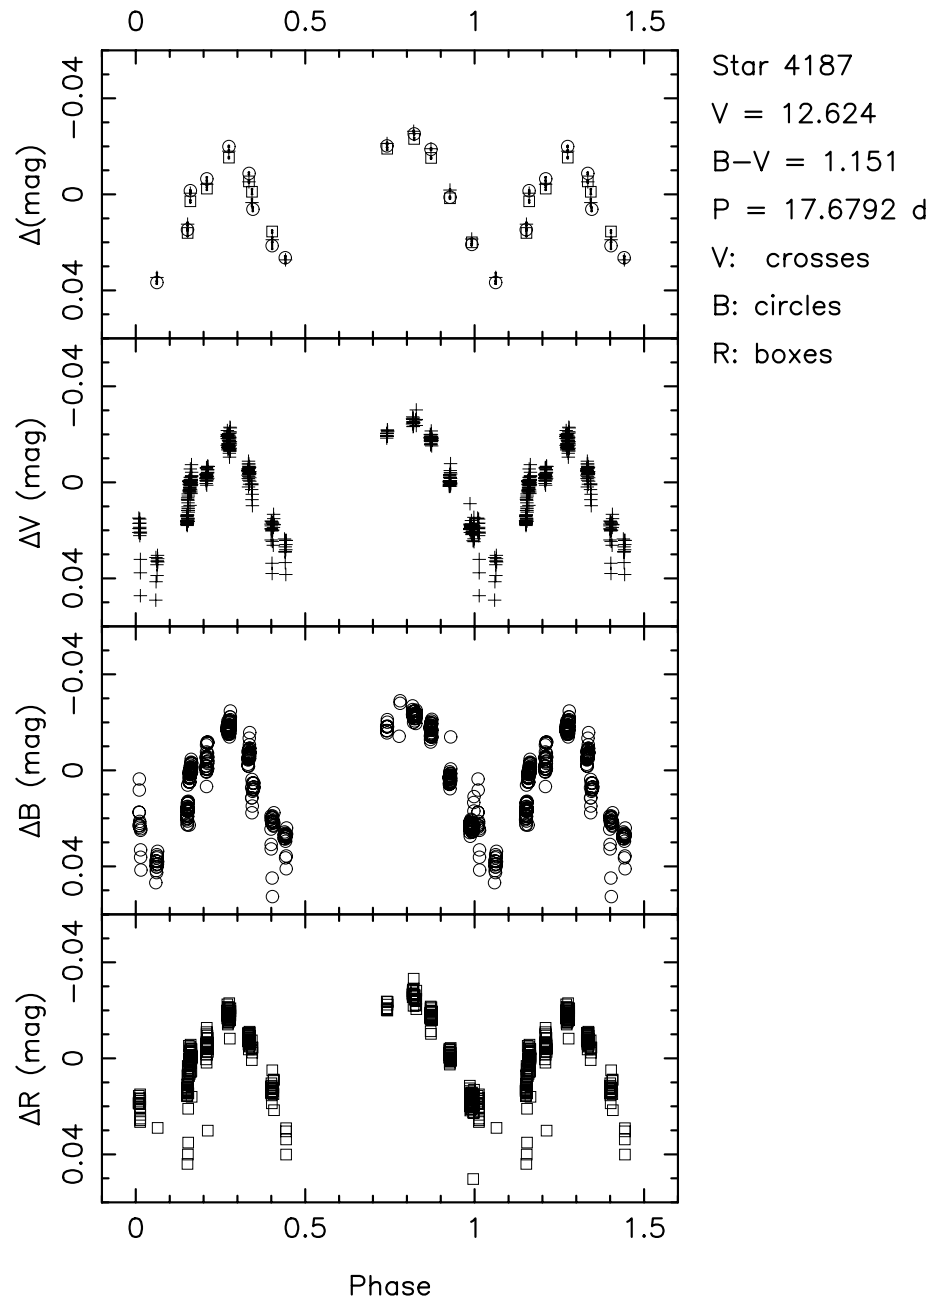 0 0.5 1 1.5
Star 4187
V = 12.624
B−V = 1.151
P = 17.6792 d
V: crosses
B: circles
R: boxes
Δ(mag)
−0.04
0
0.04
ΔV (mag)
−0.04
0
0.04
ΔB (mag)
−0.04
0
0.04
ΔR (mag)
−0.04
0
0.04
0 0.5 1 1.5
Phase